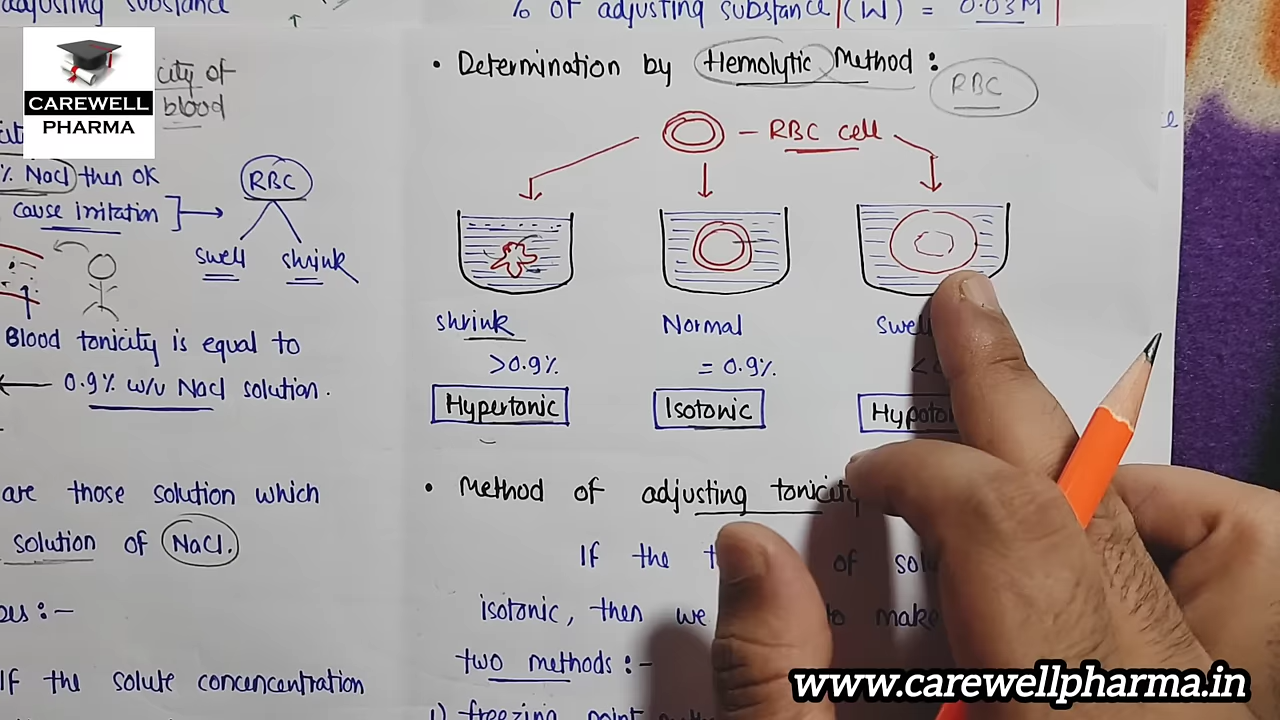 adjusting substance
city of
blood
CAREWELL
PHARMA
% NaCl then OK
cause irritation
RBC
swell shrink
Blood tonicity is equal to
0.9% w/v NaCl solution.
are those solution which
solution of NaCl.
If the solute concencentration
% of adjusting substance (W) = 0.03M
• Determination by Hemolytic Method :
RBC
RBC cell
shrink Normal
>0.9% = 0.9% <
Hypertonic Isotonic
• Method of adjusting tonicity
If the of
isotonic, then we to make
two methods :-
1) freezing point
www.carewellpharma.in